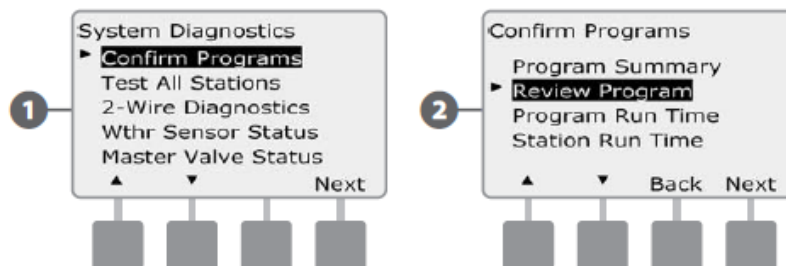 1
System Diagnostics
► Confirm Programs
Test All Stations
2-Wire Diagnostics
Wthr Sensor Status
Master Valve Status
▲ ▼ Next
2
Confirm Programs
Program Summary
► Review Program
Program Run Time
Station Run Time
▲ ▼ Back Next